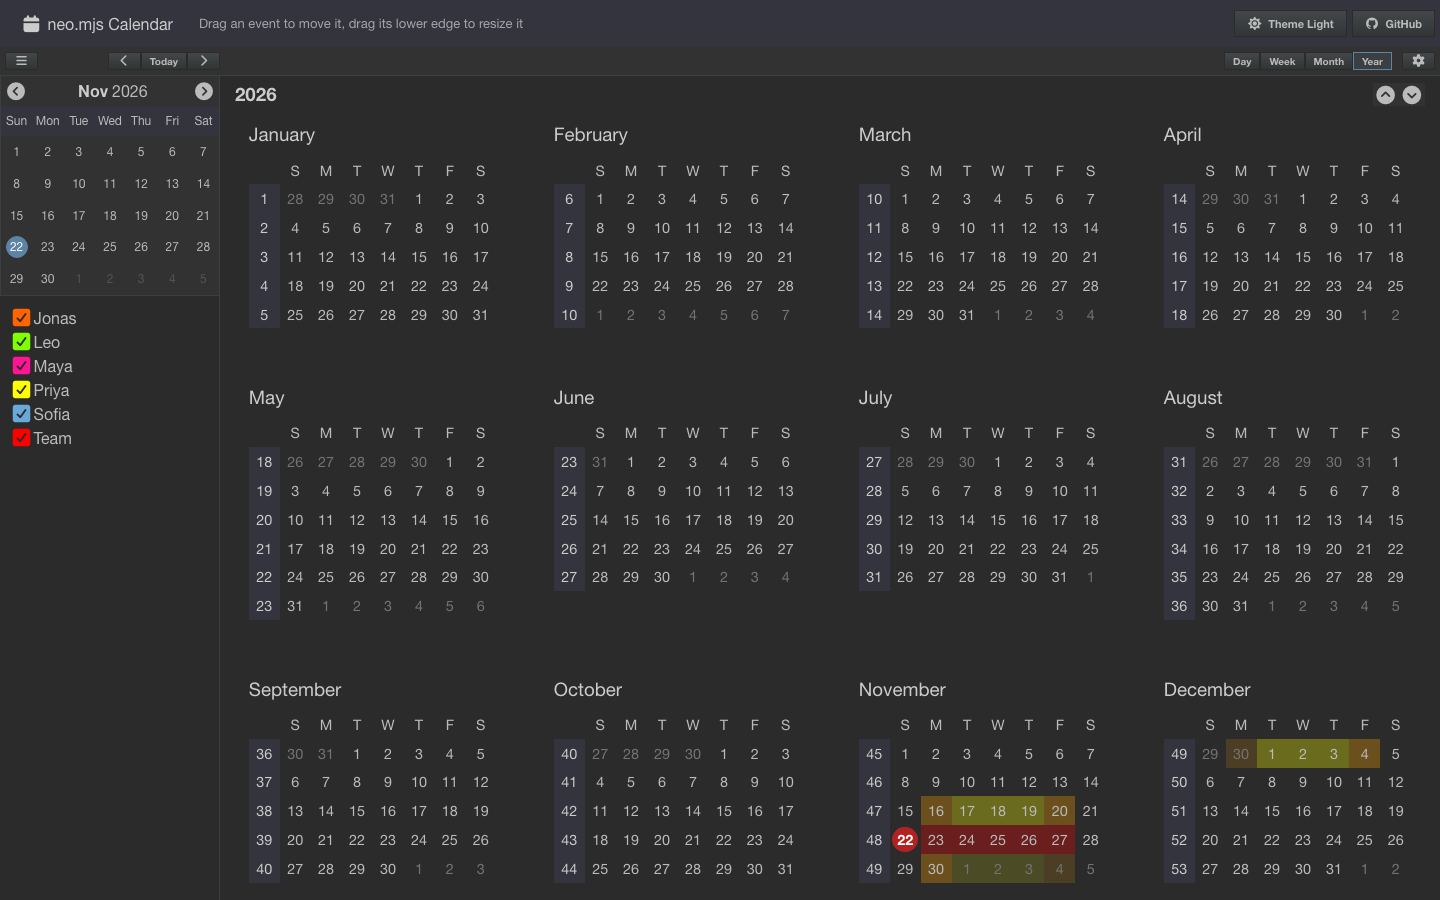 neo.mjs Calendar Drag an event to move it, drag its lower edge to resize it Theme Light GitHub
Today Day Week Month Year
Nov 2026
Sun Mon Tue Wed Thu Fri Sat
1 2 3 4 5 6 7
8 9 10 11 12 13 14
15 16 17 18 19 20 21
22 23 24 25 26 27 28
29 30 1 2 3 4 5
Jonas
Leo
Maya
Priya
Sofia
Team
2026
January
S M T W T F S
1 28 29 30 31 1 2 3
2 4 5 6 7 8 9 10
3 11 12 13 14 15 16 17
4 18 19 20 21 22 23 24
5 25 26 27 28 29 30 31
February
S M T W T F S
6 1 2 3 4 5 6 7
7 8 9 10 11 12 13 14
8 15 16 17 18 19 20 21
9 22 23 24 25 26 27 28
10 1 2 3 4 5 6 7
March
S M T W T F S
10 1 2 3 4 5 6 7
11 8 9 10 11 12 13 14
12 15 16 17 18 19 20 21
13 22 23 24 25 26 27 28
14 29 30 31 1 2 3 4
April
S M T W T F S
14 29 30 31 1 2 3 4
15 5 6 7 8 9 10 11
16 12 13 14 15 16 17 18
17 19 20 21 22 23 24 25
18 26 27 28 29 30 1 2
May
S M T W T F S
18 26 27 28 29 30 1 2
19 3 4 5 6 7 8 9
20 10 11 12 13 14 15 16
21 17 18 19 20 21 22 23
22 24 25 26 27 28 29 30
23 31 1 2 3 4 5 6
June
S M T W T F S
23 31 1 2 3 4 5 6
24 7 8 9 10 11 12 13
25 14 15 16 17 18 19 20
26 21 22 23 24 25 26 27
27 28 29 30 1 2 3 4
July
S M T W T F S
27 28 29 30 1 2 3 4
28 5 6 7 8 9 10 11
29 12 13 14 15 16 17 18
30 19 20 21 22 23 24 25
31 26 27 28 29 30 31 1
August
S M T W T F S
31 26 27 28 29 30 31 1
32 2 3 4 5 6 7 8
33 9 10 11 12 13 14 15
34 16 17 18 19 20 21 22
35 23 24 25 26 27 28 29
36 30 31 1 2 3 4 5
September
S M T W T F S
36 30 31 1 2 3 4 5
37 6 7 8 9 10 11 12
38 13 14 15 16 17 18 19
39 20 21 22 23 24 25 26
40 27 28 29 30 1 2 3
October
S M T W T F S
40 27 28 29 30 1 2 3
41 4 5 6 7 8 9 10
42 11 12 13 14 15 16 17
43 18 19 20 21 22 23 24
44 25 26 27 28 29 30 31
November
S M T W T F S
45 1 2 3 4 5 6 7
46 8 9 10 11 12 13 14
47 15 16 17 18 19 20 21
48 22 23 24 25 26 27 28
49 29 30 1 2 3 4 5
December
S M T W T F S
49 29 30 1 2 3 4 5
50 6 7 8 9 10 11 12
51 13 14 15 16 17 18 19
52 20 21 22 23 24 25 26
53 27 28 29 30 31 1 2